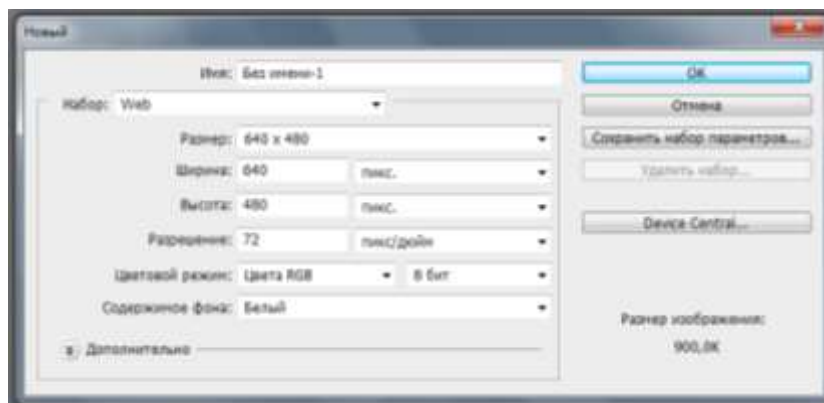 Новый
Имя: Без имени-1
Набор: Web
Размер: 640 x 480
Ширина: 640 пикс.
Высота: 480 пикс.
Разрешение: 72 пикс/дюйм
Цветовой режим: Цвета RGB 8 бит
Содержимое фона: Белый
Дополнительно
OK
Отмена
Сохранить набор параметров...
Удалить набор...
Device Central...
Размер изображения:
900,0K